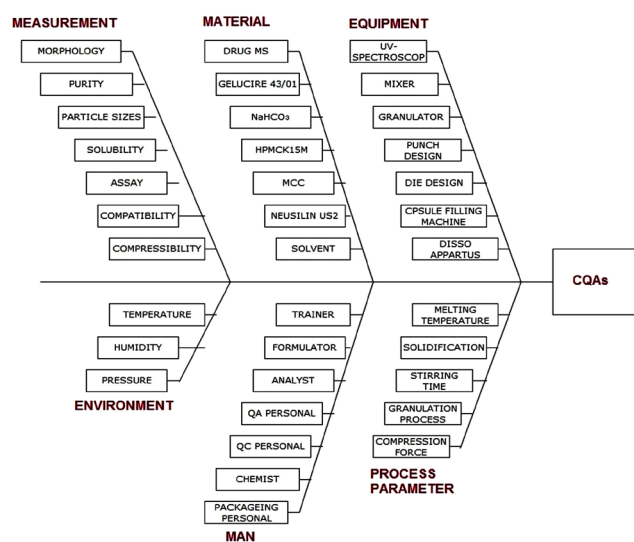 MEASUREMENT
MORPHOLOGY
PURITY
PARTICLE SIZES
SOLUBILITY
ASSAY
COMPATIBILITY
COMPRESSIBILITY
MATERIAL
DRUG MS
GELUCIRE 43/01
NaHCO₃
HPMCK15M
MCC
NEUSILIN US2
SOLVENT
EQUIPMENT
UV-
SPECTROSCOP
MIXER
GRANULATOR
PUNCH
DESIGN
DIE DESIGN
CPSULE FILLING
MACHINE
DISSO
APPARTUS
CQAs
TEMPERATURE
HUMIDITY
PRESSURE
ENVIRONMENT
TRAINER
FORMULATOR
ANALYST
QA PERSONAL
QC PERSONAL
CHEMIST
PACKAGEING
PERSONAL
MAN
MELTING
TEMPERATURE
SOLIDIFICATION
STIRRING
TIME
GRANULATION
PROCESS
COMPRESSION
FORCE
PROCESS
PARAMETER